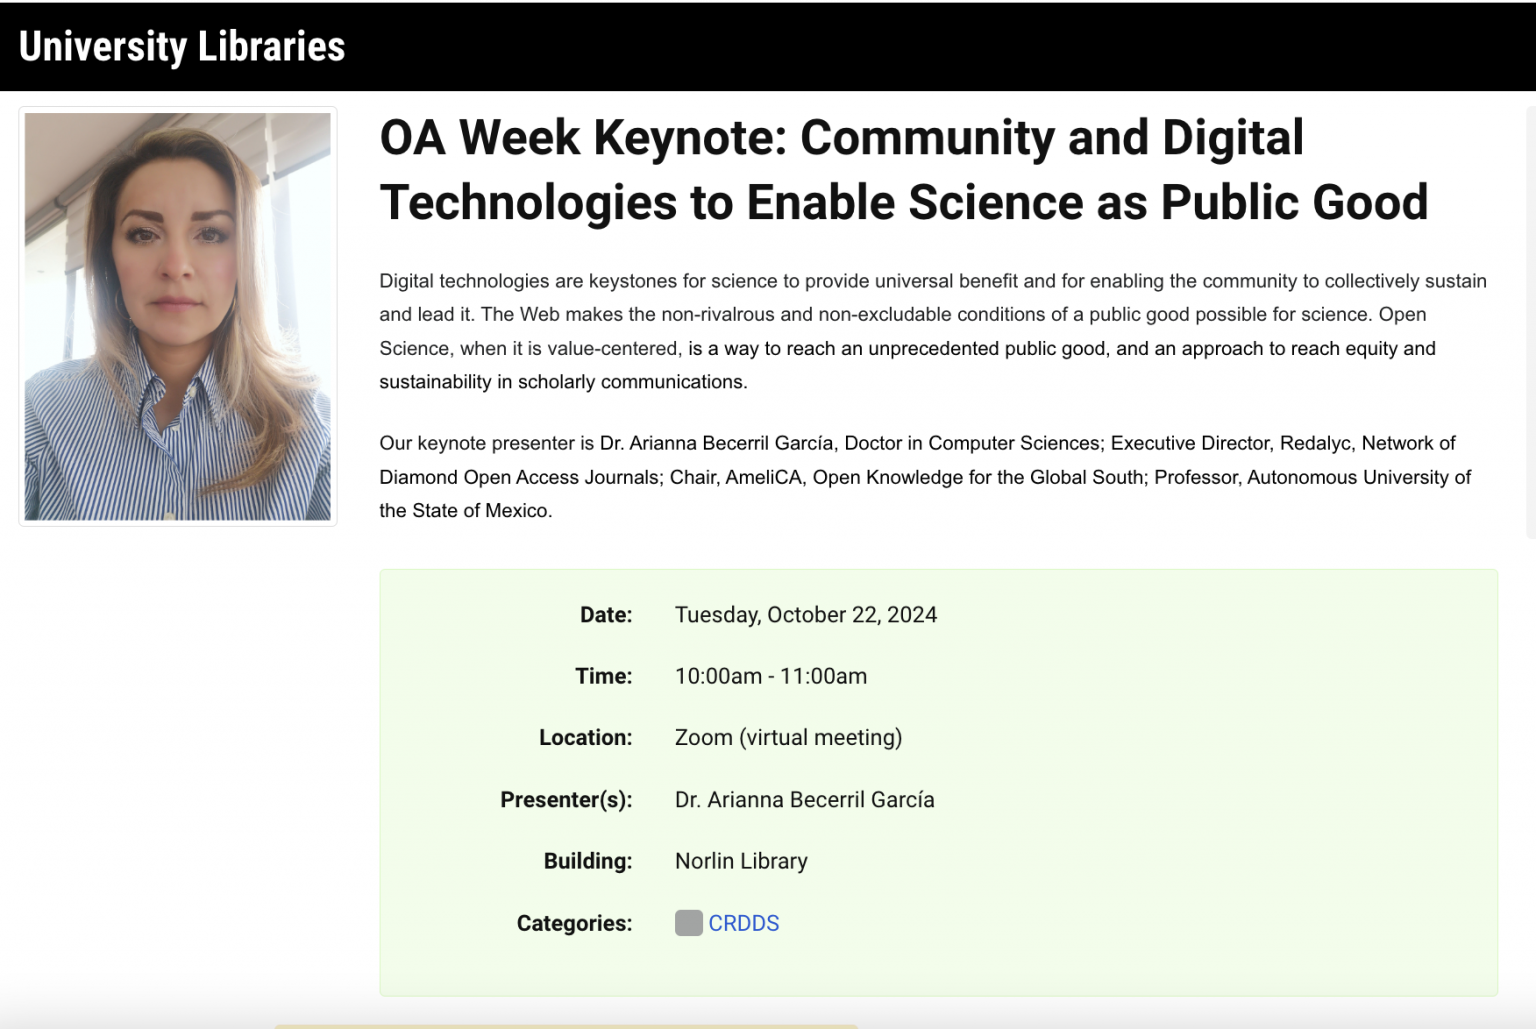 University Libraries
OA Week Keynote: Community and Digital
Technologies to Enable Science as Public Good
Digital technologies are keystones for science to provide universal benefit and for enabling the community to collectively sustain
and lead it. The Web makes the non-rivalrous and non-excludable conditions of a public good possible for science. Open
Science, when it is value-centered, is a way to reach an unprecedented public good, and an approach to reach equity and
sustainability in scholarly communications.
Our keynote presenter is Dr. Arianna Becerril García, Doctor in Computer Sciences; Executive Director, Redalyc, Network of
Diamond Open Access Journals; Chair, AmeliCA, Open Knowledge for the Global South; Professor, Autonomous University of
the State of Mexico.
Date: Tuesday, October 22, 2024
Time: 10:00am - 11:00am
Location: Zoom (virtual meeting)
Presenter(s): Dr. Arianna Becerril García
Building: Norlin Library
Categories: CRDDS